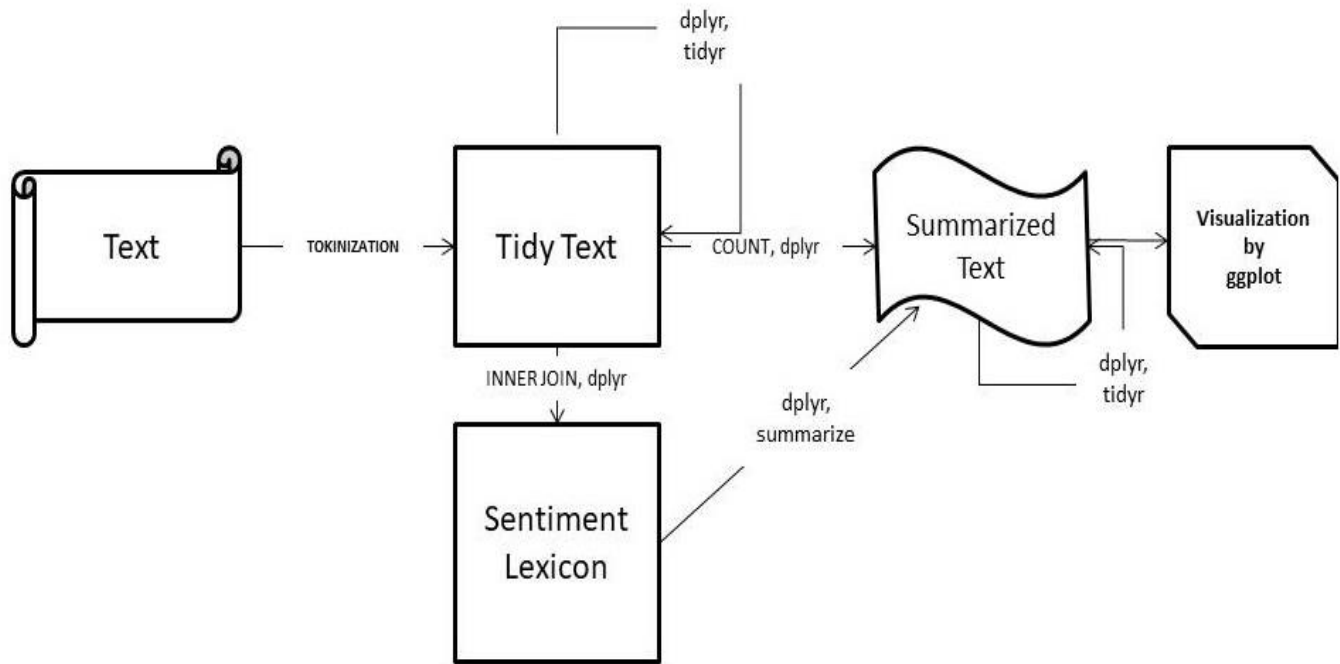 dplyr,
tidyr
Text
TOKINIZATION
Tidy Text
COUNT, dplyr
Summarized
Text
Visualization
by
ggplot
INNER JOIN, dplyr
dplyr,
tidyr
dplyr,
summarize
Sentiment
Lexicon